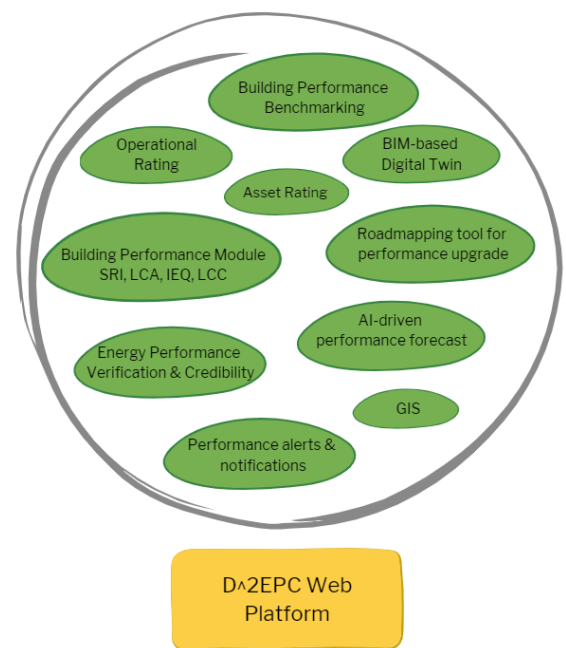 Building Performance
Benchmarking
Operational
Rating
BIM-based
Digital Twin
Asset Rating
Building Performance Module
SRI, LCA, IEQ, LCC
Roadmapping tool for
performance upgrade
AI-driven
performance forecast
Energy Performance
Verification & Credibility
GIS
Performance alerts &
notifications
D^2EPC Web
Platform